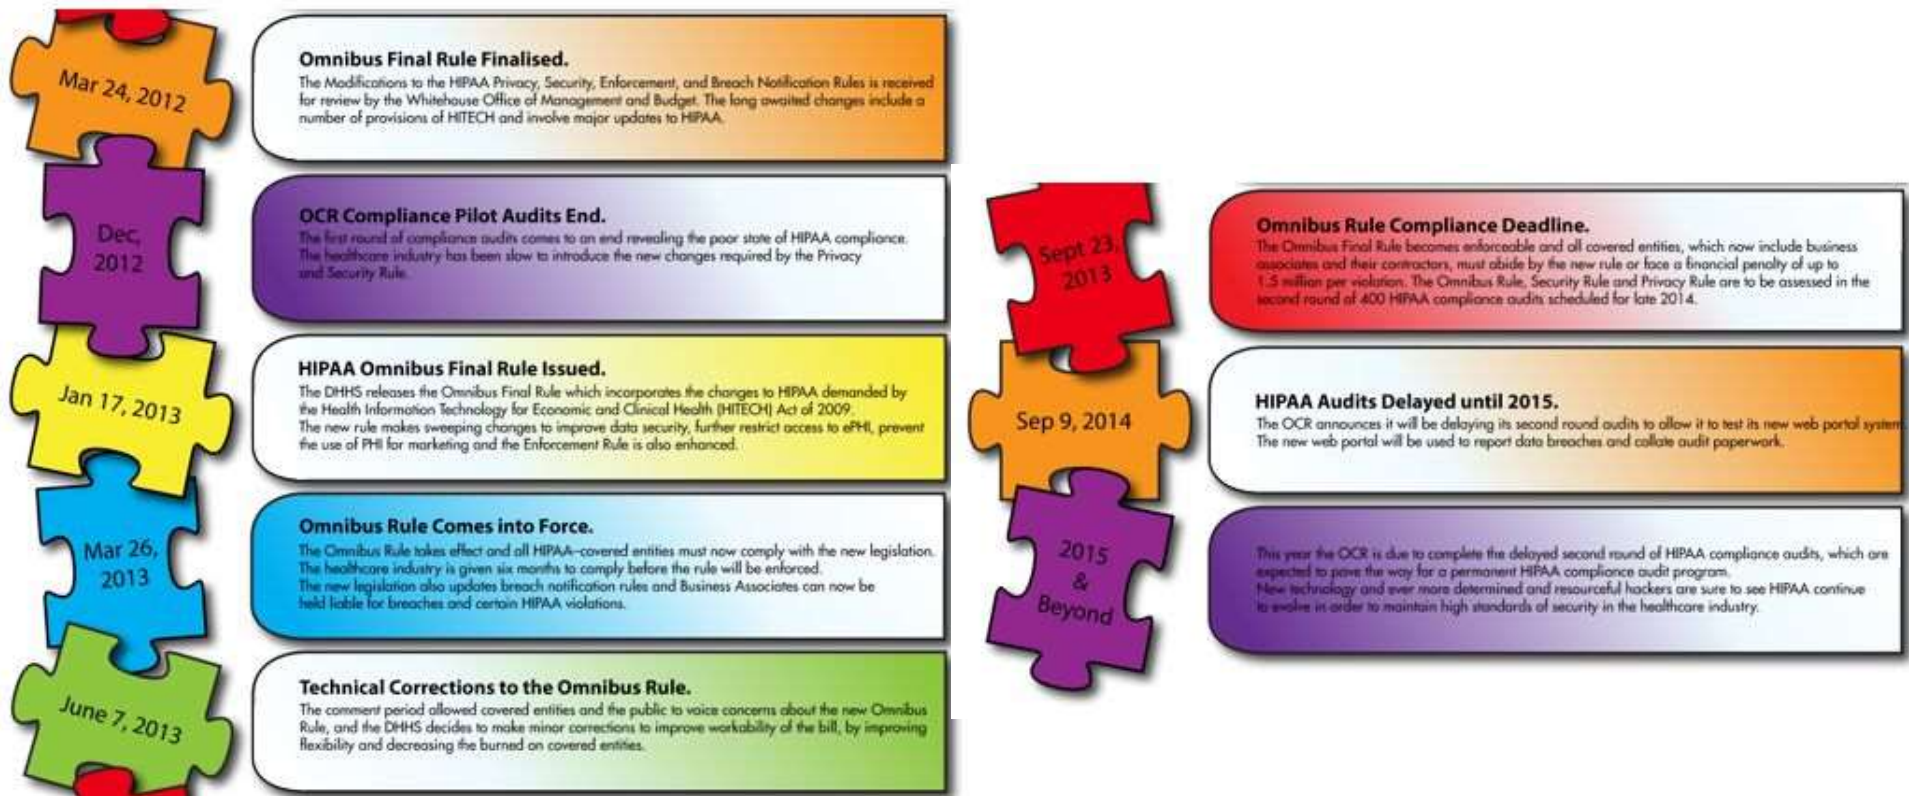 Mar 24, 2012
Omnibus Final Rule Finalised.
The Modifications to the HIPAA Privacy, Security, Enforcement, and Breach Notification Rules is received
for review by the Whitehouse Office of Management and Budget. The long awaited changes include a
number of provisions of HITECH and involve major updates to HIPAA.
Dec,
2012
OCR Compliance Pilot Audits End.
The first round of compliance audits comes to an end revealing the poor state of HIPAA compliance.
The healthcare industry has been slow to introduce the new changes required by the Privacy
and Security Rule.
Jan 17, 2013
HIPAA Omnibus Final Rule Issued.
The DHHS releases the Omnibus Final Rule which incorporates the changes to HIPAA demanded by
the Health Information Technology for Economic and Clinical Health (HITECH) Act of 2009.
The new rule makes sweeping changes to improve data security, further restrict access to ePHI, prevent
the use of PHI for marketing and the Enforcement Rule is also enhanced.
Mar 26,
2013
Omnibus Rule Comes into Force.
The Omnibus Rule takes effect and all HIPAA-covered entities must now comply with the new legislation.
The healthcare industry is given six months to comply before the rule will be enforced.
The new legislation also updates breach notification rules and Business Associates can now be
held liable for breaches and certain HIPAA violations.
June 7, 2013
Technical Corrections to the Omnibus Rule.
The comment period allowed covered entities and the public to voice concerns about the new Omnibus
Rule, and the DHHS decides to make minor corrections to improve workability of the bill, by improving
flexibility and decreasing the burned on covered entities.
Sept 23,
2013
Omnibus Rule Compliance Deadline.
The Omnibus Final Rule becomes enforceable and all covered entities, which now include business
associates and their contractors, must abide by the new rule or face a financial penalty of up to
1.5 million per violation. The Omnibus Rule, Security Rule and Privacy Rule are to be assessed in the
second round of 400 HIPAA compliance audits scheduled for late 2014.
Sep 9, 2014
HIPAA Audits Delayed until 2015.
The OCR announces it will be delaying its second round audits to allow it to test its new web portal system.
The new web portal will be used to report data breaches and collate audit paperwork.
2015
&
Beyond
This year the OCR is due to complete the delayed second round of HIPAA compliance audits, which are
expected to pave the way for a permanent HIPAA compliance audit program.
New technology and ever more determined and resourceful hackers are sure to see HIPAA continue
to evolve in order to maintain high standards of security in the healthcare industry.